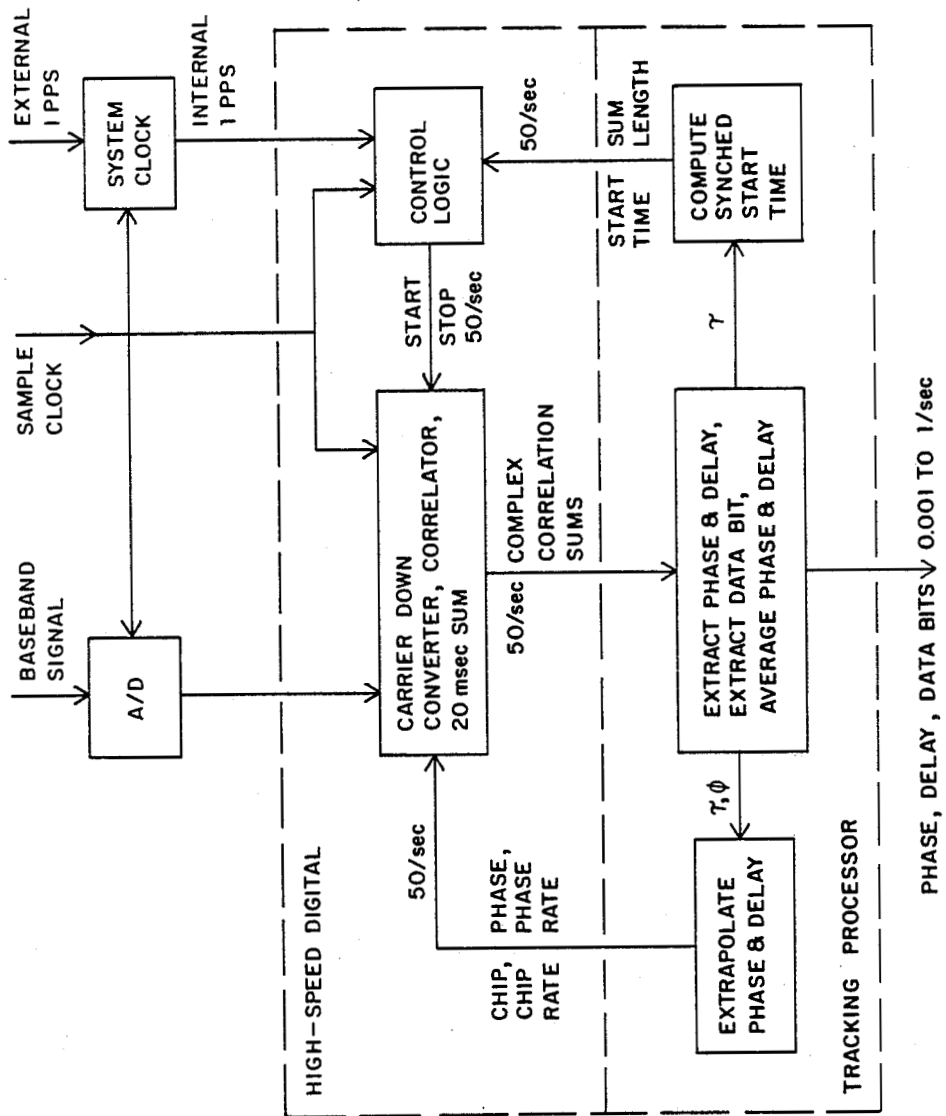 EXTERNAL
1 PPS
SYSTEM
CLOCK
INTERNAL
1 PPS
SAMPLE
CLOCK
BASEBAND
SIGNAL
A/D
HIGH-SPEED DIGITAL
CONTROL
LOGIC
START
STOP
50/sec
CARRIER DOWN
CONVERTER, CORRELATOR,
20 msec SUM
50/sec
CHIP, PHASE,
CHIP PHASE
RATE RATE
50/sec COMPLEX
CORRELATION
SUMS
50/sec
START SUM
TIME LENGTH
COMPUTE
SYNCHED
START
TIME
τ
EXTRACT PHASE & DELAY,
EXTRACT DATA BIT,
AVERAGE PHASE & DELAY
τ,ϕ
EXTRAPOLATE
PHASE & DELAY
TRACKING PROCESSOR
PHASE, DELAY, DATA BITS 0.001 TO 1/sec